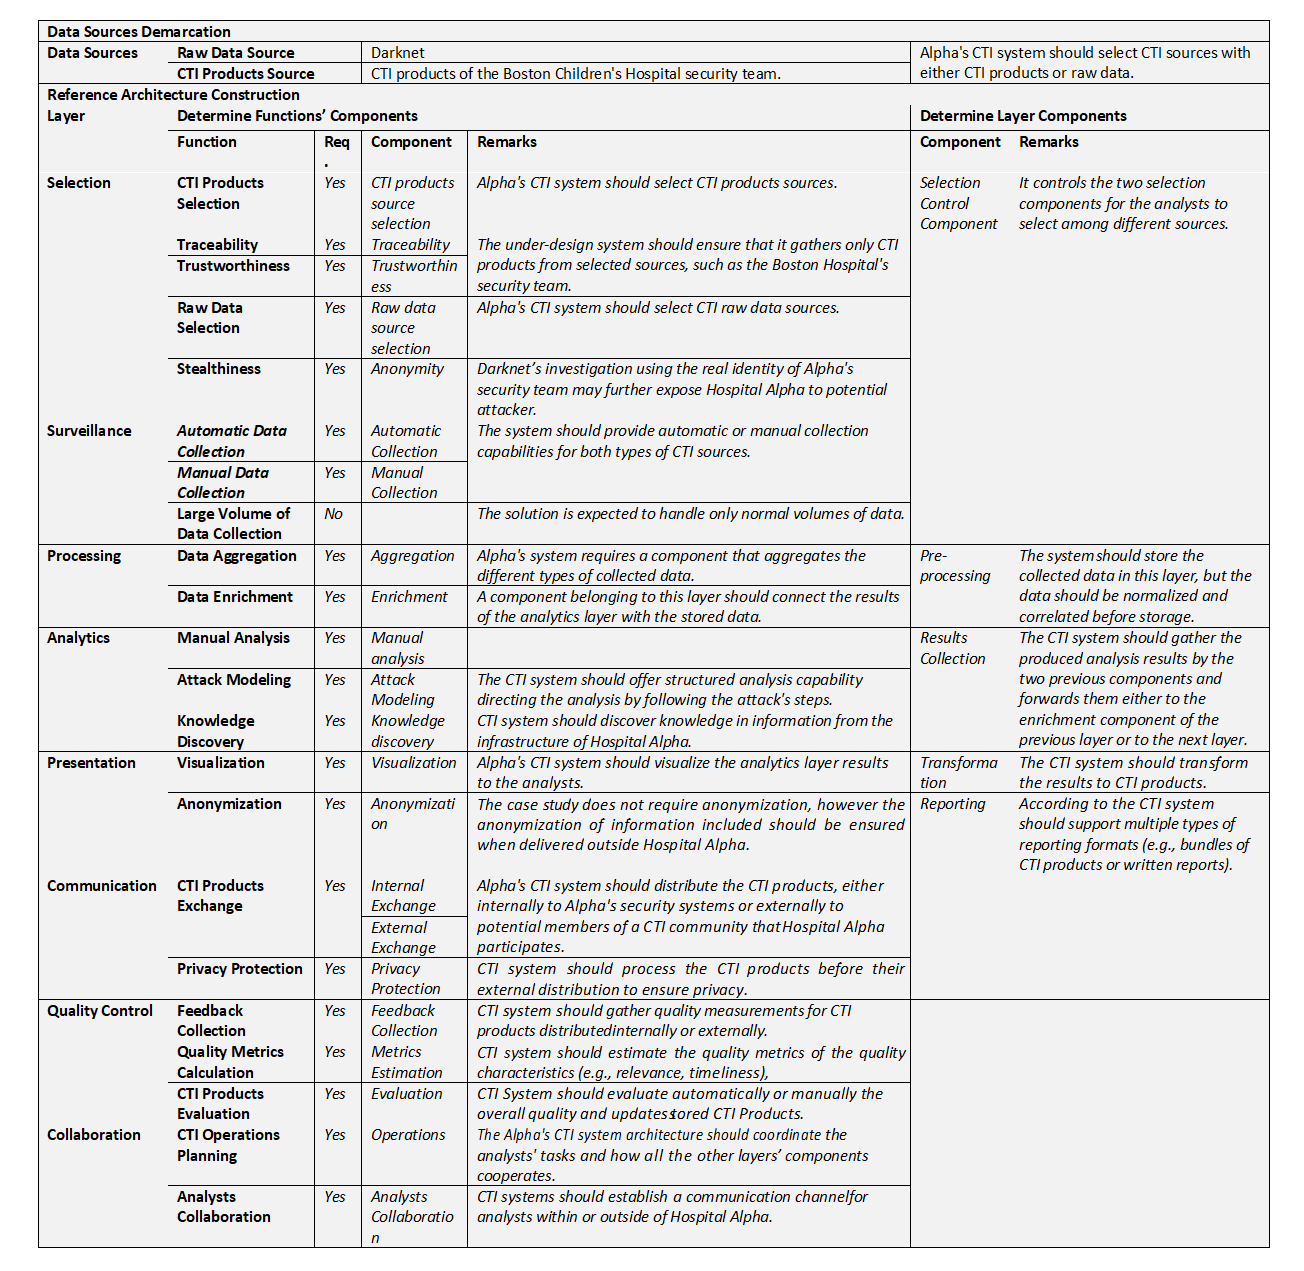 Data Sources Demarcation
Data Sources
Raw Data Source
Darknet
Alpha's CTI system should select CTI sources with
either CTI products or raw data.
CTI Products Source
CTI products of the Boston Children's Hospital security team.
Reference Architecture Construction
Layer
Determine Functions’ Components
Determine Layer Components
Function
Req
.
Component
Remarks
Component
Remarks
Selection
CTI Products
Selection
Yes
CTI products
source
selection
Alpha's CTI system should select CTI products sources.
Selection
Control
Component
It controls the two selection
components for the analysts to
select among different sources.
Traceability
Yes
Traceability
The under-design system should ensure that it gathers only CTI
products from selected sources, such as the Boston Hospital's
security team.
Trustworthiness
Yes
Trustworthin
ess
Raw Data
Selection
Yes
Raw data
source
selection
Alpha's CTI system should select CTI raw data sources.
Stealthiness
Yes
Anonymity
Darknet’s investigation using the real identity of Alpha's
security team may further expose Hospital Alpha to potential
attacker.
Surveillance
Automatic Data
Collection
Yes
Automatic
Collection
The system should provide automatic or manual collection
capabilities for both types of CTI sources.
Manual Data
Collection
Yes
Manual
Collection
Large Volume of
Data Collection
No
The solution is expected to handle only normal volumes of data.
Processing
Data Aggregation
Yes
Aggregation
Alpha's system requires a component that aggregates the
different types of collected data.
Pre-
processing
The system should store the
collected data in this layer, but the
data should be normalized and
correlated before storage.
Data Enrichment
Yes
Enrichment
A component belonging to this layer should connect the results
of the analytics layer with the stored data.
Analytics
Manual Analysis
Yes
Manual
analysis
Results
Collection
The CTI system should gather the
produced analysis results by the
two previous components and
forwards them either to the
enrichment component of the
previous layer or to the next layer.
Attack Modeling
Yes
Attack
Modeling
The CTI system should offer structured analysis capability
directing the analysis by following the attack's steps.
Knowledge
Discovery
Yes
Knowledge
discovery
CTI system should discover knowledge in information from the
infrastructure of Hospital Alpha.
Presentation
Visualization
Yes
Visualization
Alpha's CTI system should visualize the analytics layer results
to the analysts.
Transforma
tion
The CTI system should transform
the results to CTI products.
Anonymization
Yes
Anonymizati
on
The case study does not require anonymization, however the
anonymization of information included should be ensured
when delivered outside Hospital Alpha.
Reporting
According to the CTI system
should support multiple types of
reporting formats (e.g., bundles of
CTI products or written reports).
Communication
CTI Products
Exchange
Yes
Internal
Exchange
External
Exchange
Alpha's CTI system should distribute the CTI products, either
internally to Alpha's security systems or externally to
potential members of a CTI community that Hospital Alpha
participates.
Privacy Protection
Yes
Privacy
Protection
CTI system should process the CTI products before their
external distribution to ensure privacy.
Quality Control
Feedback
Collection
Yes
Feedback
Collection
CTI system should gather quality measurements for CTI
products distributed internally or externally.
Quality Metrics
Calculation
Yes
Metrics
Estimation
CTI system should estimate the quality metrics of the quality
characteristics (e.g., relevance, timeliness),
CTI Products
Evaluation
Yes
Evaluation
CTI System should evaluate automatically or manually the
overall quality and updates stored CTI Products.
Collaboration
CTI Operations
Planning
Yes
Operations
The Alpha's CTI system architecture should coordinate the
analysts' tasks and how all the other layers’ components
cooperates.
Analysts
Collaboration
Yes
Analysts
Collaboratio
n
CTI systems should establish a communication channel for
analysts within or outside of Hospital Alpha.